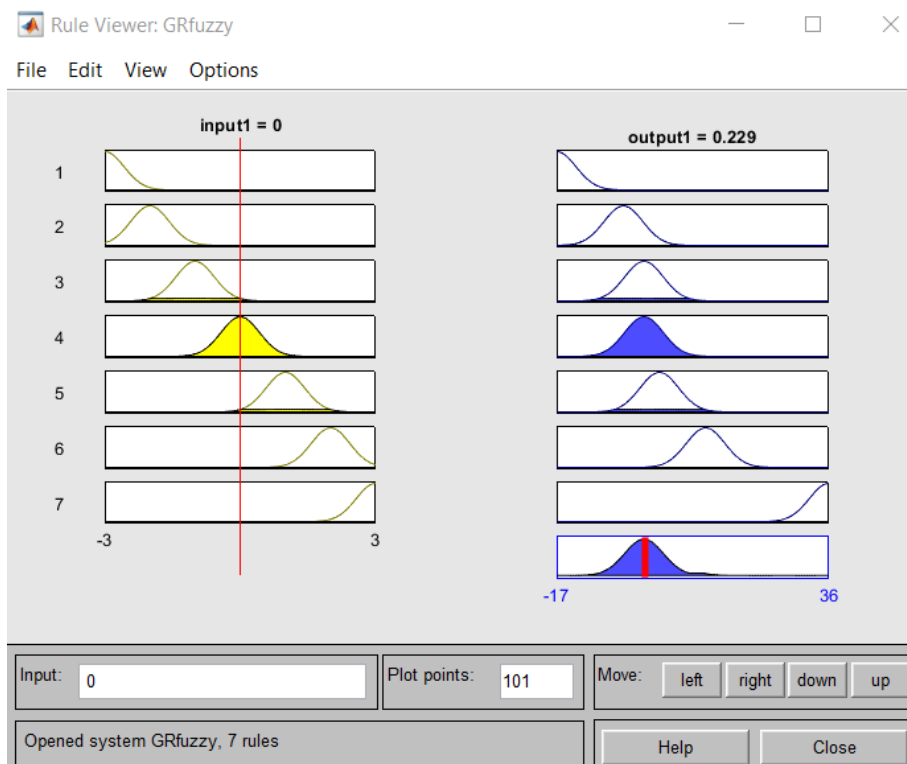 Rule Viewer: GRfuzzy
File Edit View Options
input1 = 0
output1 = 0.229
1
2
3
4
5
6
7
-3 3
-17 36
Input: 0
Plot points: 101
Move: left right down up
Opened system GRfuzzy, 7 rules
Help Close